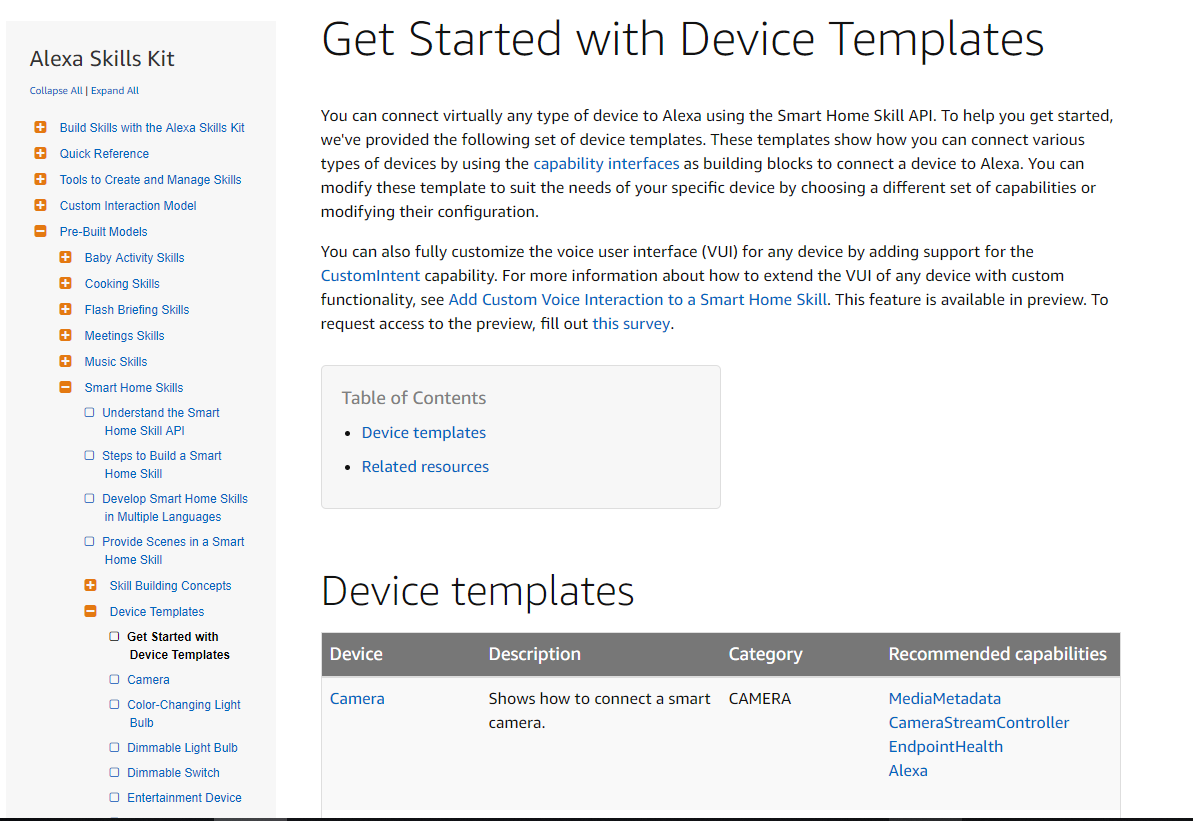 Alexa Skills Kit
Collapse All | Expand All
Build Skills with the Alexa Skills Kit
Quick Reference
Tools to Create and Manage Skills
Custom Interaction Model
Pre-Built Models
Baby Activity Skills
Cooking Skills
Flash Briefing Skills
Meetings Skills
Music Skills
Smart Home Skills
Understand the Smart
Home Skill API
Steps to Build a Smart
Home Skill
Develop Smart Home Skills
in Multiple Languages
Provide Scenes in a Smart
Home Skill
Skill Building Concepts
Device Templates
Get Started with
Device Templates
Camera
Color-Changing Light
Bulb
Dimmable Light Bulb
Dimmable Switch
Entertainment Device
Get Started with Device Templates
You can connect virtually any type of device to Alexa using the Smart Home Skill API. To help you get started,
we've provided the following set of device templates. These templates show how you can connect various
types of devices by using the capability interfaces as building blocks to connect a device to Alexa. You can
modify these template to suit the needs of your specific device by choosing a different set of capabilities or
modifying their configuration.
You can also fully customize the voice user interface (VUI) for any device by adding support for the
CustomIntent capability. For more information about how to extend the VUI of any device with custom
functionality, see Add Custom Voice Interaction to a Smart Home Skill. This feature is available in preview. To
request access to the preview, fill out this survey.
Table of Contents
• Device templates
• Related resources
Device templates
Device Description Category Recommended capabilities
Camera Shows how to connect a smart CAMERA MediaMetadata
camera. CameraStreamController
EndpointHealth
Alexa